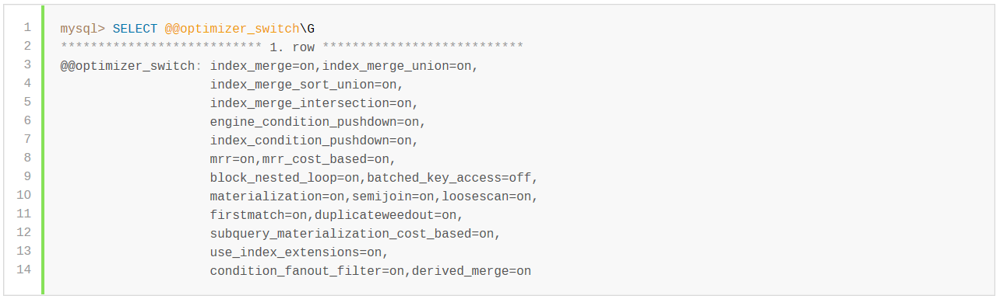 1 mysql> SELECT @@optimizer_switch\G
2 *************************** 1. row ***************************
3 @@optimizer_switch: index_merge=on,index_merge_union=on,
4 index_merge_sort_union=on,
5 index_merge_intersection=on,
6 engine_condition_pushdown=on,
7 index_condition_pushdown=on,
8 mrr=on,mrr_cost_based=on,
9 block_nested_loop=on,batched_key_access=off,
10 materialization=on,semijoin=on,loosescan=on,
11 firstmatch=on,duplicateweedout=on,
12 subquery_materialization_cost_based=on,
13 use_index_extensions=on,
14 condition_fanout_filter=on,derived_merge=on